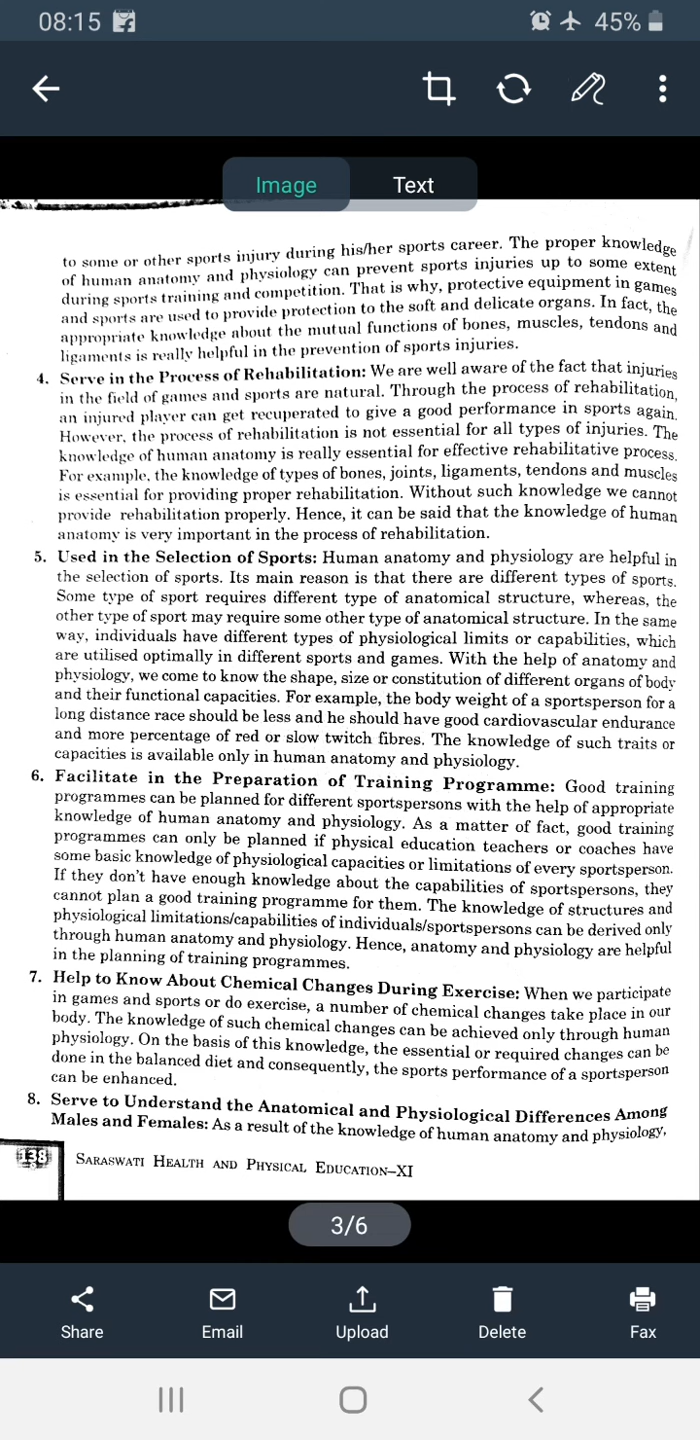 08:15
45%
Image
Text
to some or other sports injury during his/her sports career. The proper knowledge
of human anatomy and physiology can prevent sports injuries up to some extent
during sports training and competition. That is why, protective equipment in games
and sports are used to provide protection to the soft and delicate organs. In fact, the
appropriate knowledge about the mutual functions of bones, muscles, tendons and
ligaments is really helpful in the prevention of sports injuries.
4. Serve in the Process of Rehabilitation: We are well aware of the fact that injuries
in the field of games and sports are natural. Through the process of rehabilitation,
an injured player can get recuperated to give a good performance in sports again.
However, the process of rehabilitation is not essential for all types of injuries. The
knowledge of human anatomy is really essential for effective rehabilitative process.
For example, the knowledge of types of bones, joints, ligaments, tendons and muscles
is essential for providing proper rehabilitation. Without such knowledge we cannot
provide rehabilitation properly. Hence, it can be said that the knowledge of human
anatomy is very important in the process of rehabilitation.
5. Used in the Selection of Sports: Human anatomy and physiology are helpful in
the selection of sports. Its main reason is that there are different types of sports.
Some type of sport requires different type of anatomical structure, whereas, the
other type of sport may require some other type of anatomical structure. In the same
way, individuals have different types of physiological limits or capabilities, which
are utilised optimally in different sports and games. With the help of anatomy and
physiology, we come to know the shape, size or constitution of different organs of body
and their functional capacities. For example, the body weight of a sportsperson for a
long distance race should be less and he should have good cardiovascular endurance
and more percentage of red or slow twitch fibres. The knowledge of such traits or
capacities is available only in human anatomy and physiology.
6. Facilitate in the Preparation of Training Programme: Good training
programmes can be planned for different sportspersons with the help of appropriate
knowledge of human anatomy and physiology. As a matter of fact, good training
programmes can only be planned if physical education teachers or coaches have
some basic knowledge of physiological capacities or limitations of every sportsperson.
If they don't have enough knowledge about the capabilities of sportspersons, they
cannot plan a good training programme for them. The knowledge of structures and
physiological limitations/capabilities of individuals/sportspersons can be derived only
through human anatomy and physiology. Hence, anatomy and physiology are helpful
in the planning of training programmes.
7. Help to Know About Chemical Changes During Exercise: When we participate
in games and sports or do exercise, a number of chemical changes take place in our
body. The knowledge of such chemical changes can be achieved only through human
physiology. On the basis of this knowledge, the essential or required changes can be
done in the balanced diet and consequently, the sports performance of a sportsperson
can be enhanced.
8. Serve to Understand the Anatomical and Physiological Differences Among
Males and Females: As a result of the knowledge of human anatomy and physiology,
138 SARASWATI HEALTH AND PHYSICAL EDUCATION–XI
3/6
Share
Email
Upload
Delete
Fax